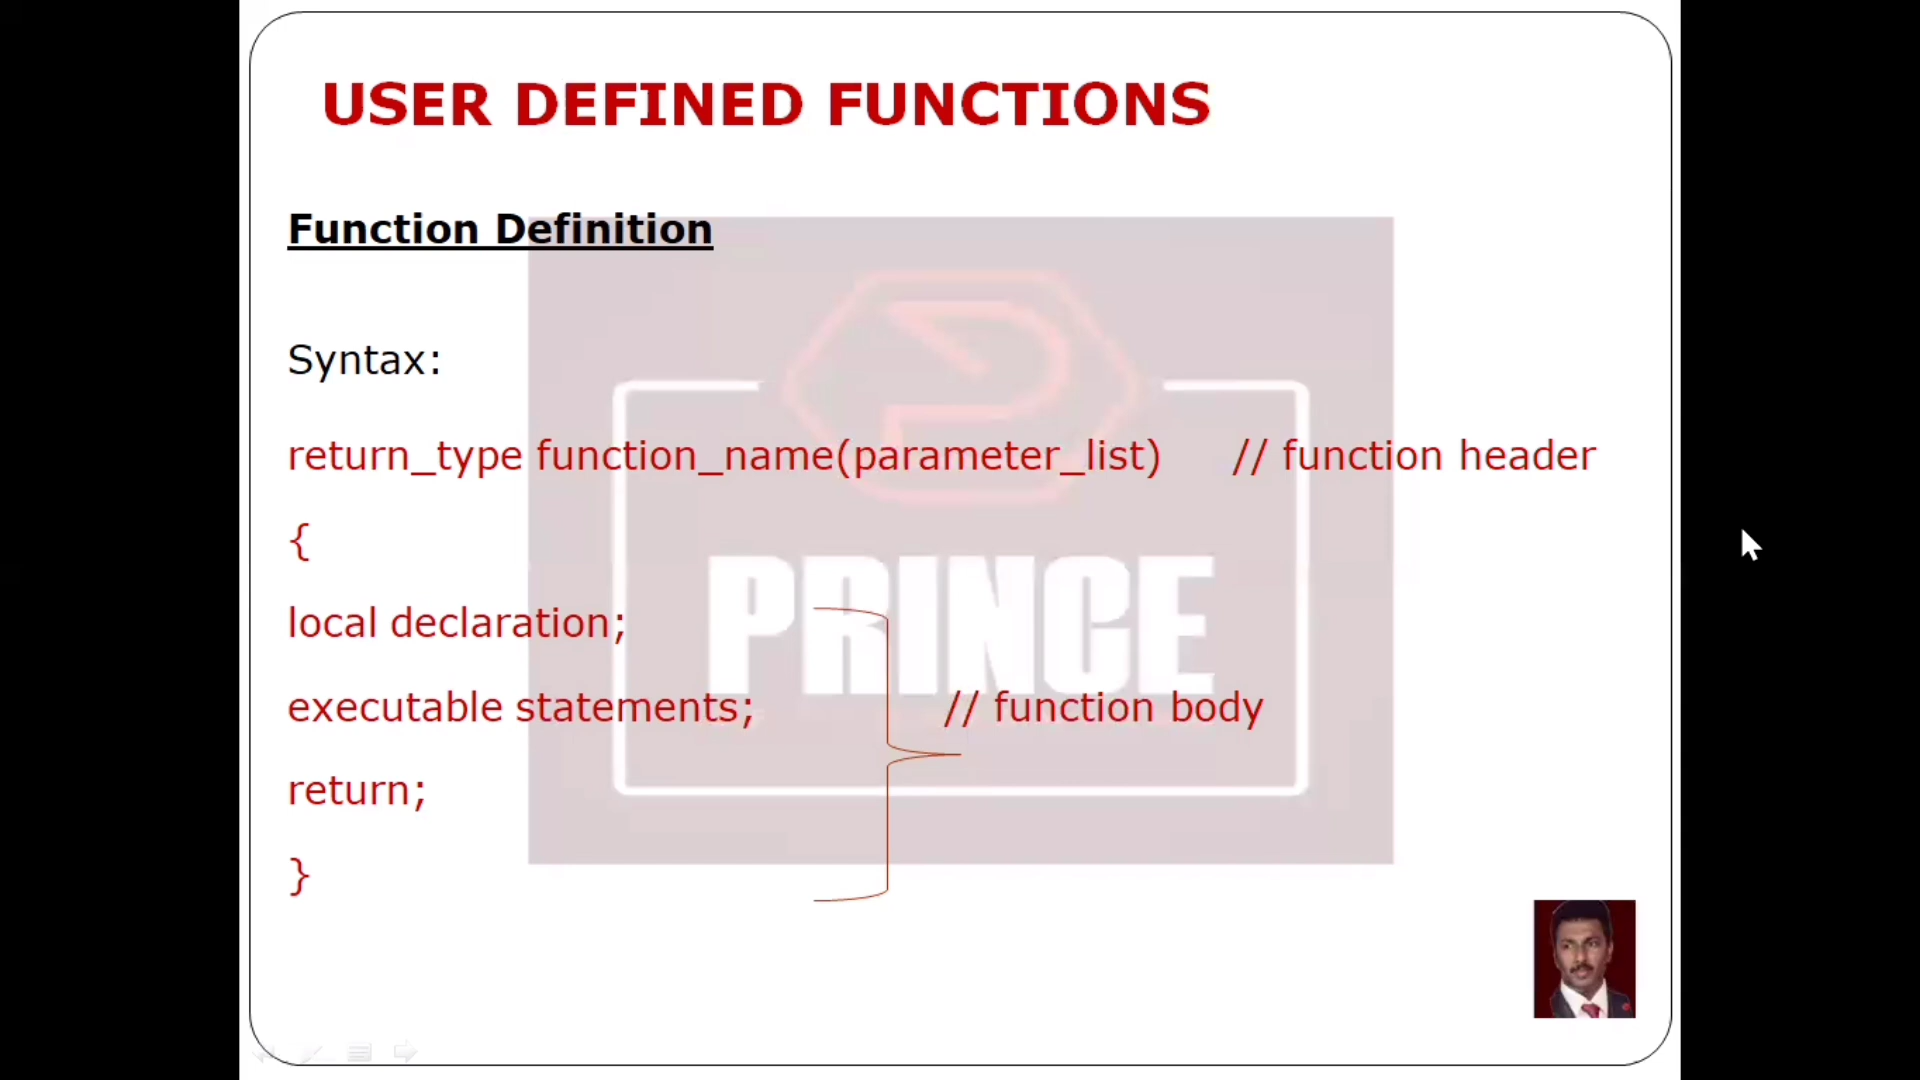 USER DEFINED FUNCTIONS
Function Definition
Syntax:
return_type function_name(parameter_list) // function header
{
local declaration;
executable statements; // function body
return;
}
PRINCE